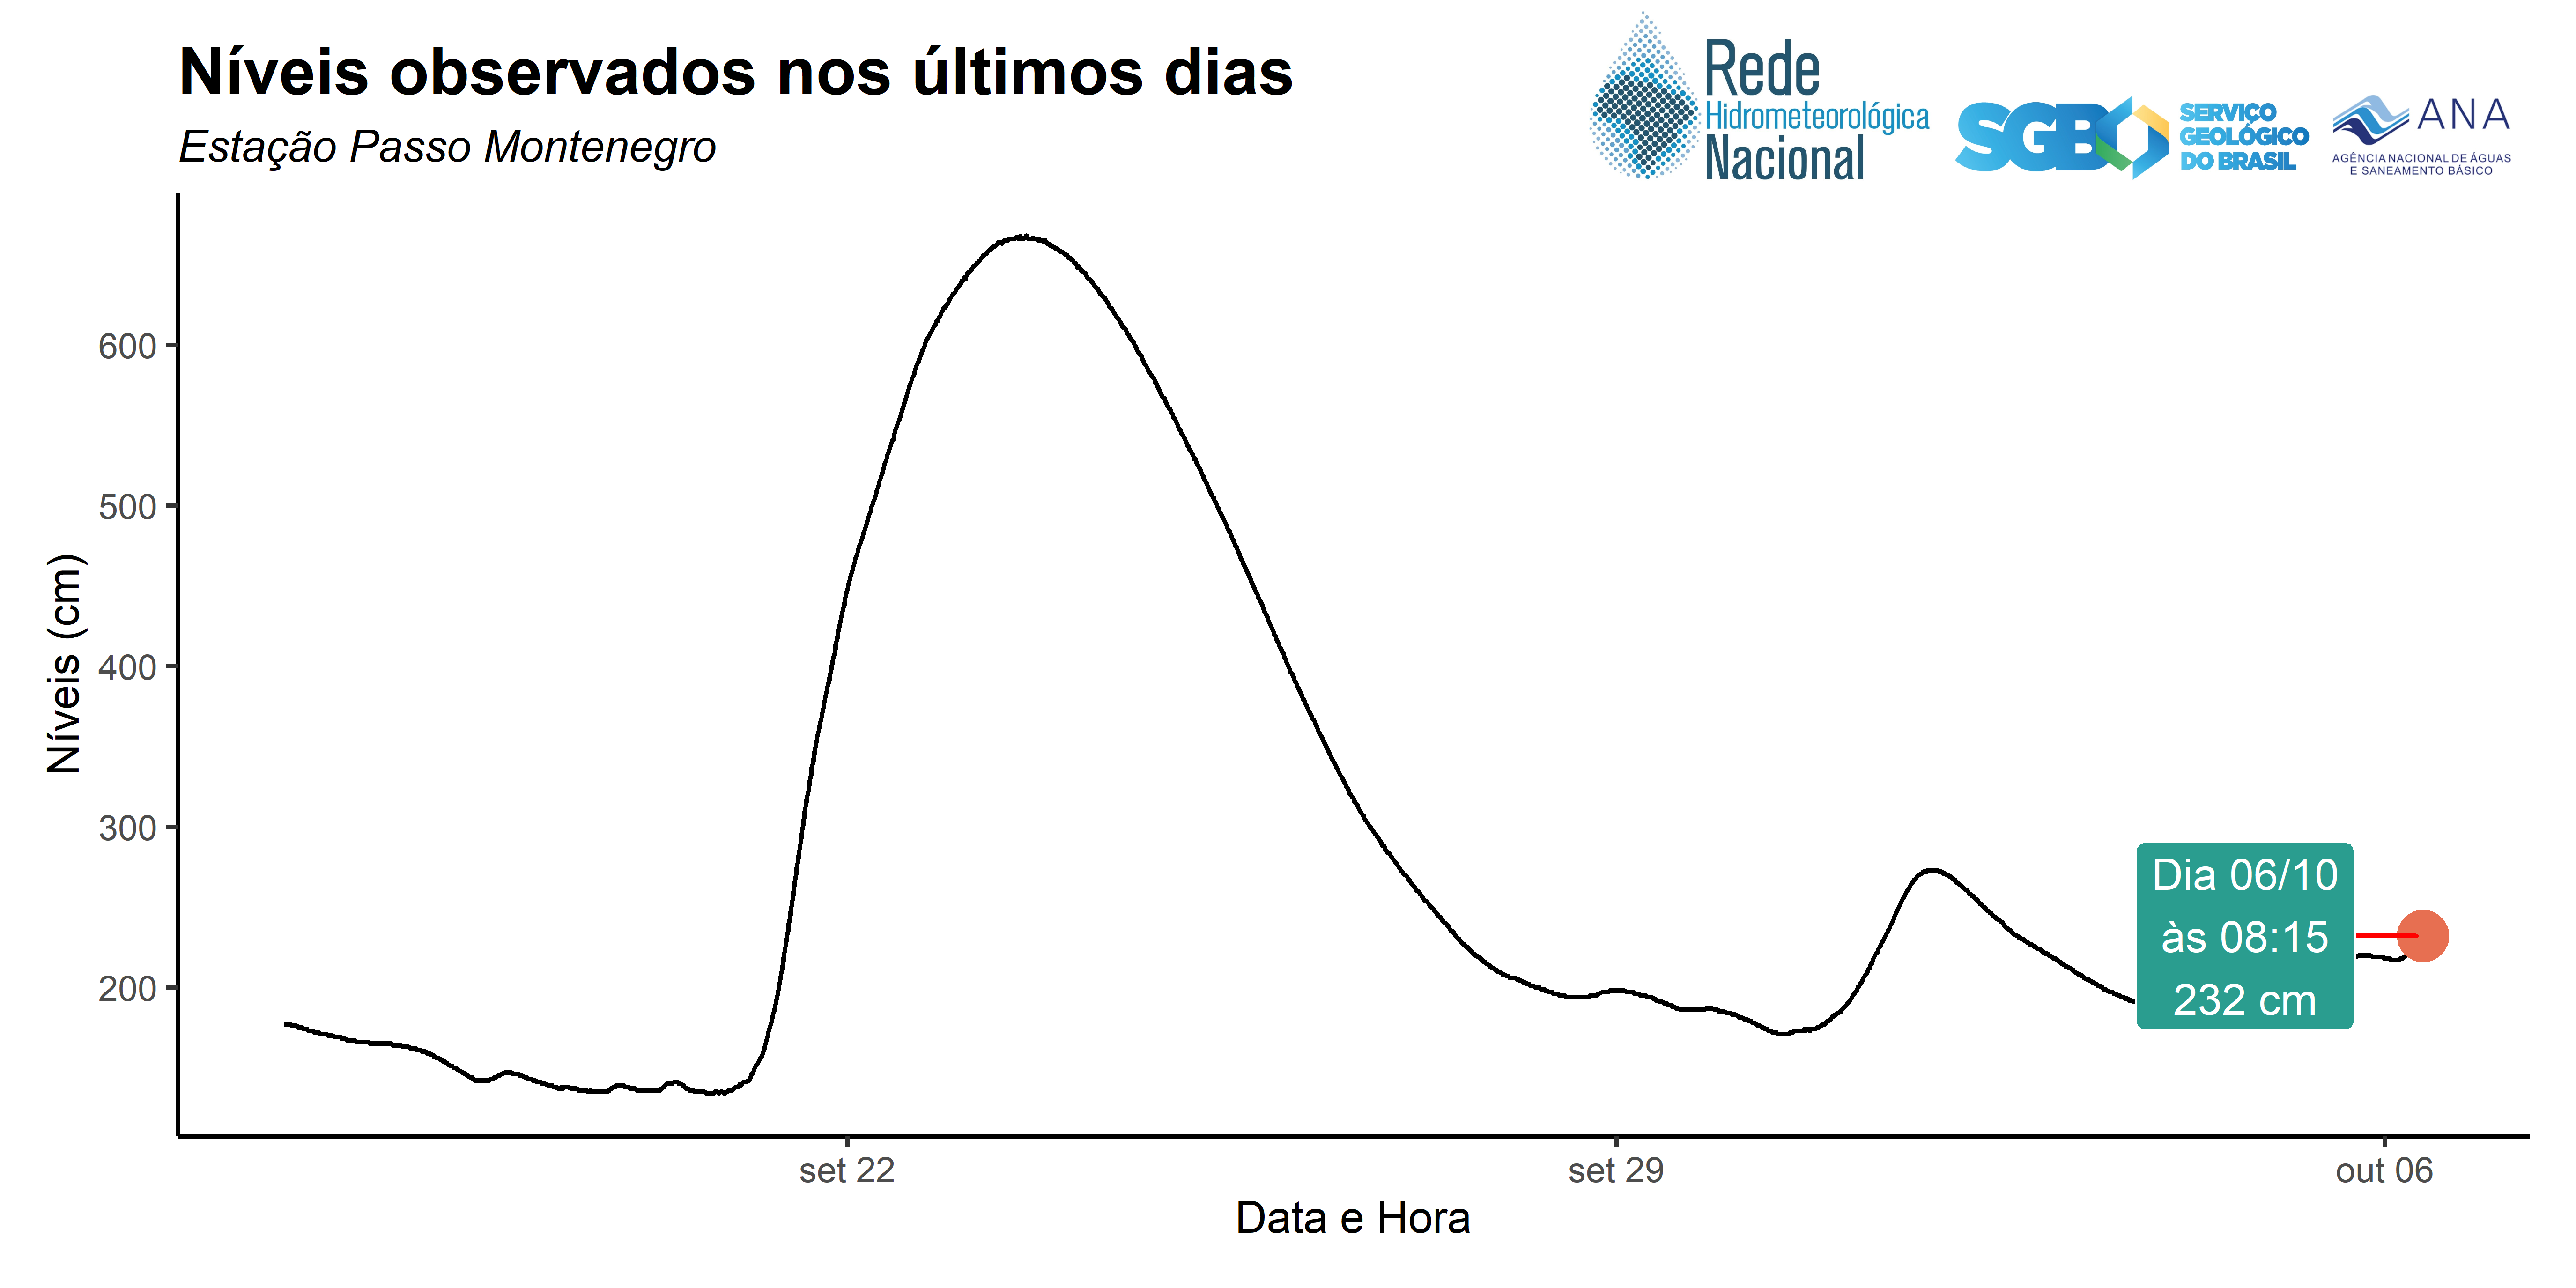 Níveis observados nos últimos dias
Estação Passo Montenegro
Rede
Hidrometeorológica
Nacional
SGB
SERVIÇO
GEOLÓGICO
DO BRASIL
ANA
AGÊNCIA NACIONAL DE ÁGUAS
E SANEAMENTO BÁSICO
Níveis (cm)
600
500
400
300
200
Dia 06/10
às 08:15
232 cm
set 22
set 29
out 06
Data e Hora